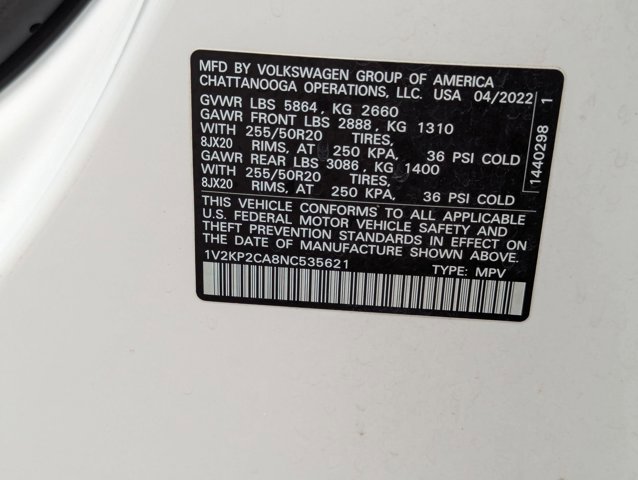 MFD BY VOLKSWAGEN GROUP OF AMERICA
CHATTANOOGA OPERATIONS, LLC. USA 04/2022
GVWR LBS 5864, KG 2660
GAWR FRONT LBS 2888, KG 1310
WITH 255/50R20 TIRES,
8JX20 RIMS, AT 250 KPA, 36 PSI COLD
GAWR REAR LBS 3086, KG 1400
WITH 255/50R20 TIRES,
8JX20 RIMS, AT 250 KPA, 36 PSI COLD
THIS VEHICLE CONFORMS TO ALL APPLICABLE
U.S. FEDERAL MOTOR VEHICLE SAFETY AND
THEFT PREVENTION STANDARDS IN EFFECT ON
THE DATE OF MANUFACTURE SHOWN ABOVE.
1V2KP2CA8NC535621 TYPE: MPV
1440298 1